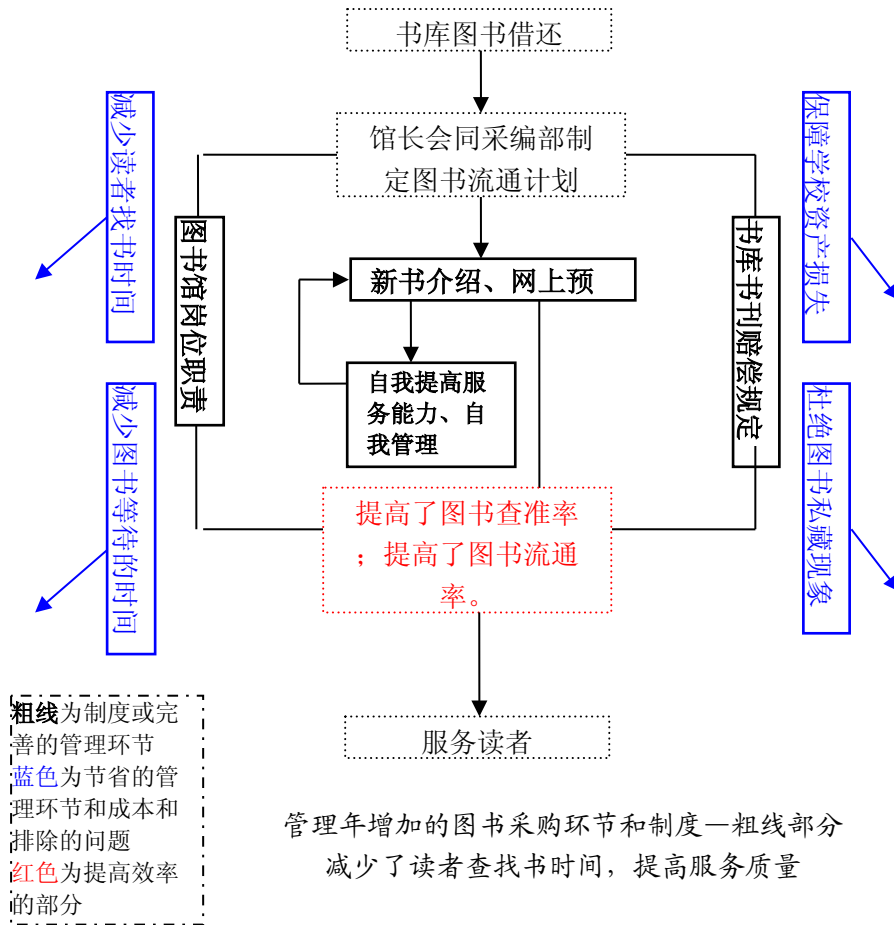 书库图书借还
馆长会同采编部制
定图书流通计划
减少读者找书时间
保障学校资产损失
图书馆岗位职责
书库书刊赔偿规定
新书介绍、网上预
自我提高服
务能力、自
我管理
减少图书等待的时间
杜绝图书私藏现象
提高了图书查准率
；提高了图书流通
率。
服务读者
粗线为制度或完
善的管理环节
蓝色为节省的管
理环节和成本和
排除的问题
红色为提高效率
的部分
管理年增加的图书采购环节和制度—粗线部分
减少了读者查找书时间，提高服务质量